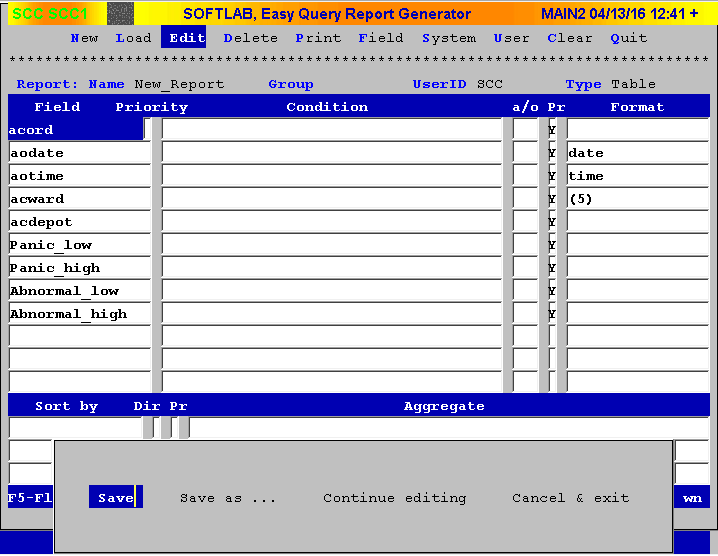 SCC SCC1 SOFTLAB, Easy Query Report Generator MAIN2 04/13/16 12:41 +
New Load Edit Delete Print Field System User Clear Quit
******************************************************************************
Report: Name New_Report Group UserID SCC Type Table
Field Priority Condition a/o Pr Format
acord Y
aodate Y date
aotime Y time
acward Y (5)
acdepot Y
Panic_low Y
Panic_high Y
Abnormal_low Y
Abnormal_high Y
Sort by Dir Pr Aggregate
F5-Fl Save Save as ... Continue editing Cancel & exit wn